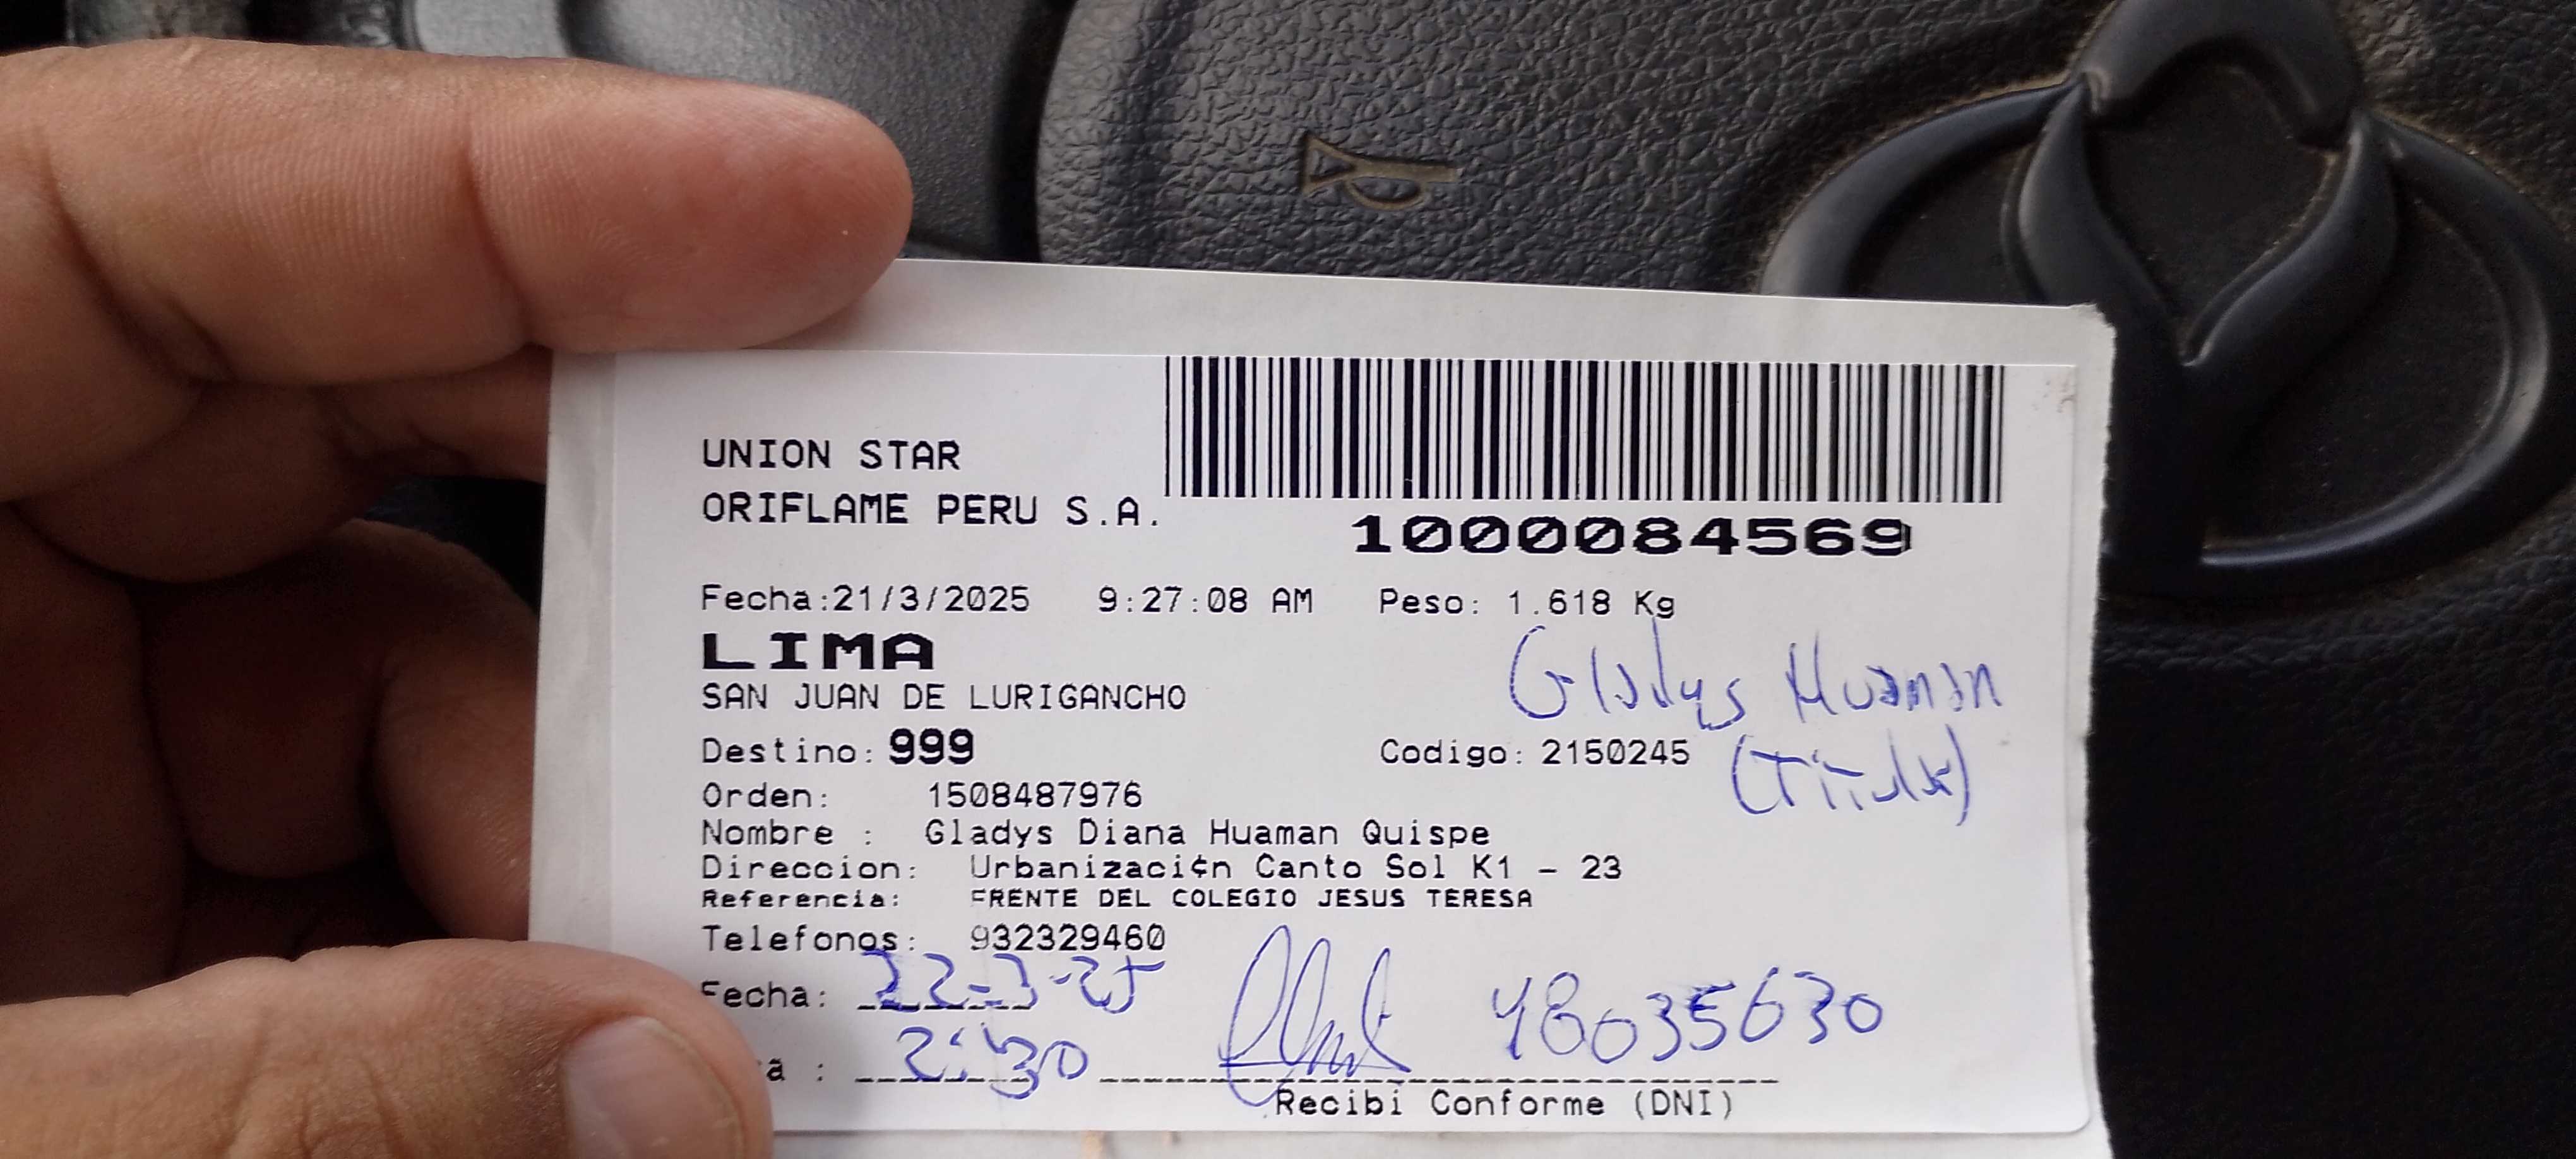 UNION STAR
ORIFLAME PERU S.A.
1000084569
Fecha:21/3/2025 9:27:08 AM Peso: 1.618 Kg
LIMA
Gladys Huaman
SAN JUAN DE LURIGANCHO
Destino: 999 Codigo: 2150245
(Titular)
Orden: 1508487976
Nombre : Gladys Diana Huaman Quispe
Direccion: Urbanizaci¢n Canto Sol K1 - 23
Referencia: FRENTE DEL COLEGIO JESUS TERESA
Telefonos: 932329460
Fecha: 22-3-25
48035630
a : 2:30
Recibi Conforme (DNI)